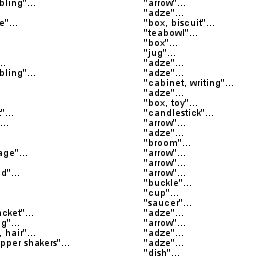 bling"... "arrow"...
"adze"...
e"... "box, biscuit"...
"teabowl"...
"box"...
"jug"...
... "adze"...
bling"... "adze"...
"cabinet, writing"...
"adze"...
"box, toy"...
"... "candlestick"...
... "arrow"...
"adze"...
"broom"...
age"... "arrow"...
"arrow"...
d"... "arrow"...
"buckle"...
"cup"...
"saucer"...
cket"... "adze"...
g"... "arrow"...
, hair"... "adze"...
pper shakers"... "adze"...
"dish"...